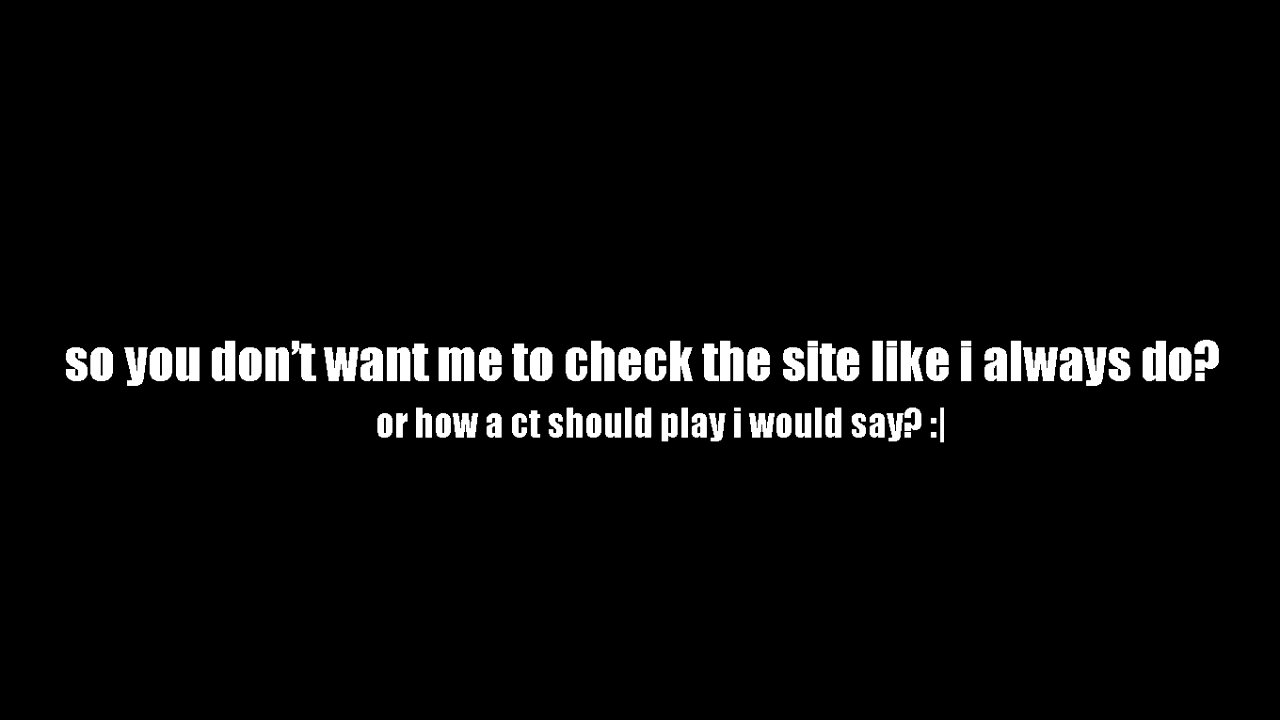 so you don’t want me to check the site like i always do?
or how a ct should play i would say? :|